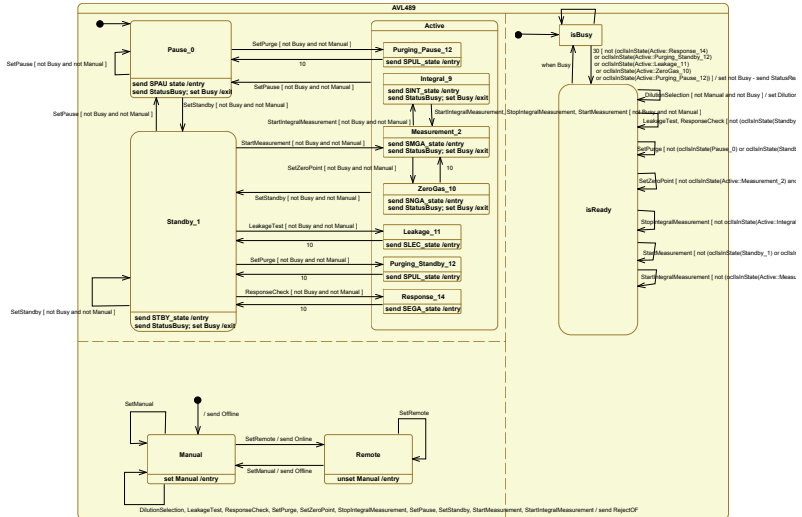 AVL489
Pause_0
send SPAU_state /entry
send StatusBusy; set Busy /exit
SetPause [ not Busy and not Manual ]
SetPurge [ not Busy and not Manual ]
10
SetPause [ not Busy and not Manual ]
SetPause [ not Busy and not Manual ]
SetStandby [ not Busy and not Manual ]
Active
Purging_Pause_12
send SPUL_state /entry
Integral_9
send SINT_state /entry
send StatusBusy; set Busy /exit
StartIntegralMeasurement [ not Busy and not Manual ]
StartIntegralMeasurement, StopIntegralMeasurement, StartMeasurement [ not Busy and not Manual ]
StartMeasurement [ not Busy and not Manual ]
Measurement_2
send SMGA_state /entry
send StatusBusy; set Busy /exit
SetZeroPoint [ not Busy and not Manual ]
10
SetStandby [ not Busy and not Manual ]
ZeroGas_10
send SNGA_state /entry
send StatusBusy; set Busy /exit
Standby_1
send STBY_state /entry
send StatusBusy; set Busy /exit
SetStandby [ not Busy and not Manual ]
LeakageTest [ not Busy and not Manual ]
10
Leakage_11
send SLEC_state /entry
SetPurge [ not Busy and not Manual ]
10
Purging_Standby_12
send SPUL_state /entry
ResponseCheck [ not Busy and not Manual ]
10
Response_14
send SEGA_state /entry
isBusy
when Busy
30 [ not (oclIsInState(Active::Response_14)
or oclIsInState(Active::Purging_Standby_12)
or oclIsInState(Active::Leakage_11)
or oclIsInState(Active::ZeroGas_10)
or oclIsInState(Active::Purging_Pause_12)) ] / set not Busy - send StatusRe
isReady
DilutionSelection [ not Manual and not Busy ] / set Dilution
LeakageTest, ResponseCheck [ not (oclIsInState(Standby
SetPurge [ not (oclIsInState(Pause_0) or oclIsInState(Standb
SetZeroPoint [ not oclIsInState(Active::Measurement_2) and
StopIntegralMeasurement [ not oclIsInState(Active::Integral
StartMeasurement [ not (oclIsInState(Standby_1) or oclIsIn
StartIntegralMeasurement [ not (oclIsInState(Active::Measu
/ send Offline
SetManual
Manual
set Manual /entry
SetRemote / send Online
SetManual / send Offline
SetRemote
Remote
unset Manual /entry
DilutionSelection, LeakageTest, ResponseCheck, SetPurge, SetZeroPoint, StopIntegralMeasurement, SetPause, SetStandby, StartMeasurement, StartIntegralMeasurement / send RejectOF